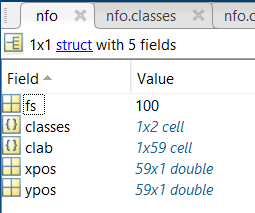 nfo × nfo.classes × nfo.c
1x1 struct with 5 fields
Field Value
fs 100
classes 1x2 cell
clab 1x59 cell
xpos 59x1 double
ypos 59x1 double